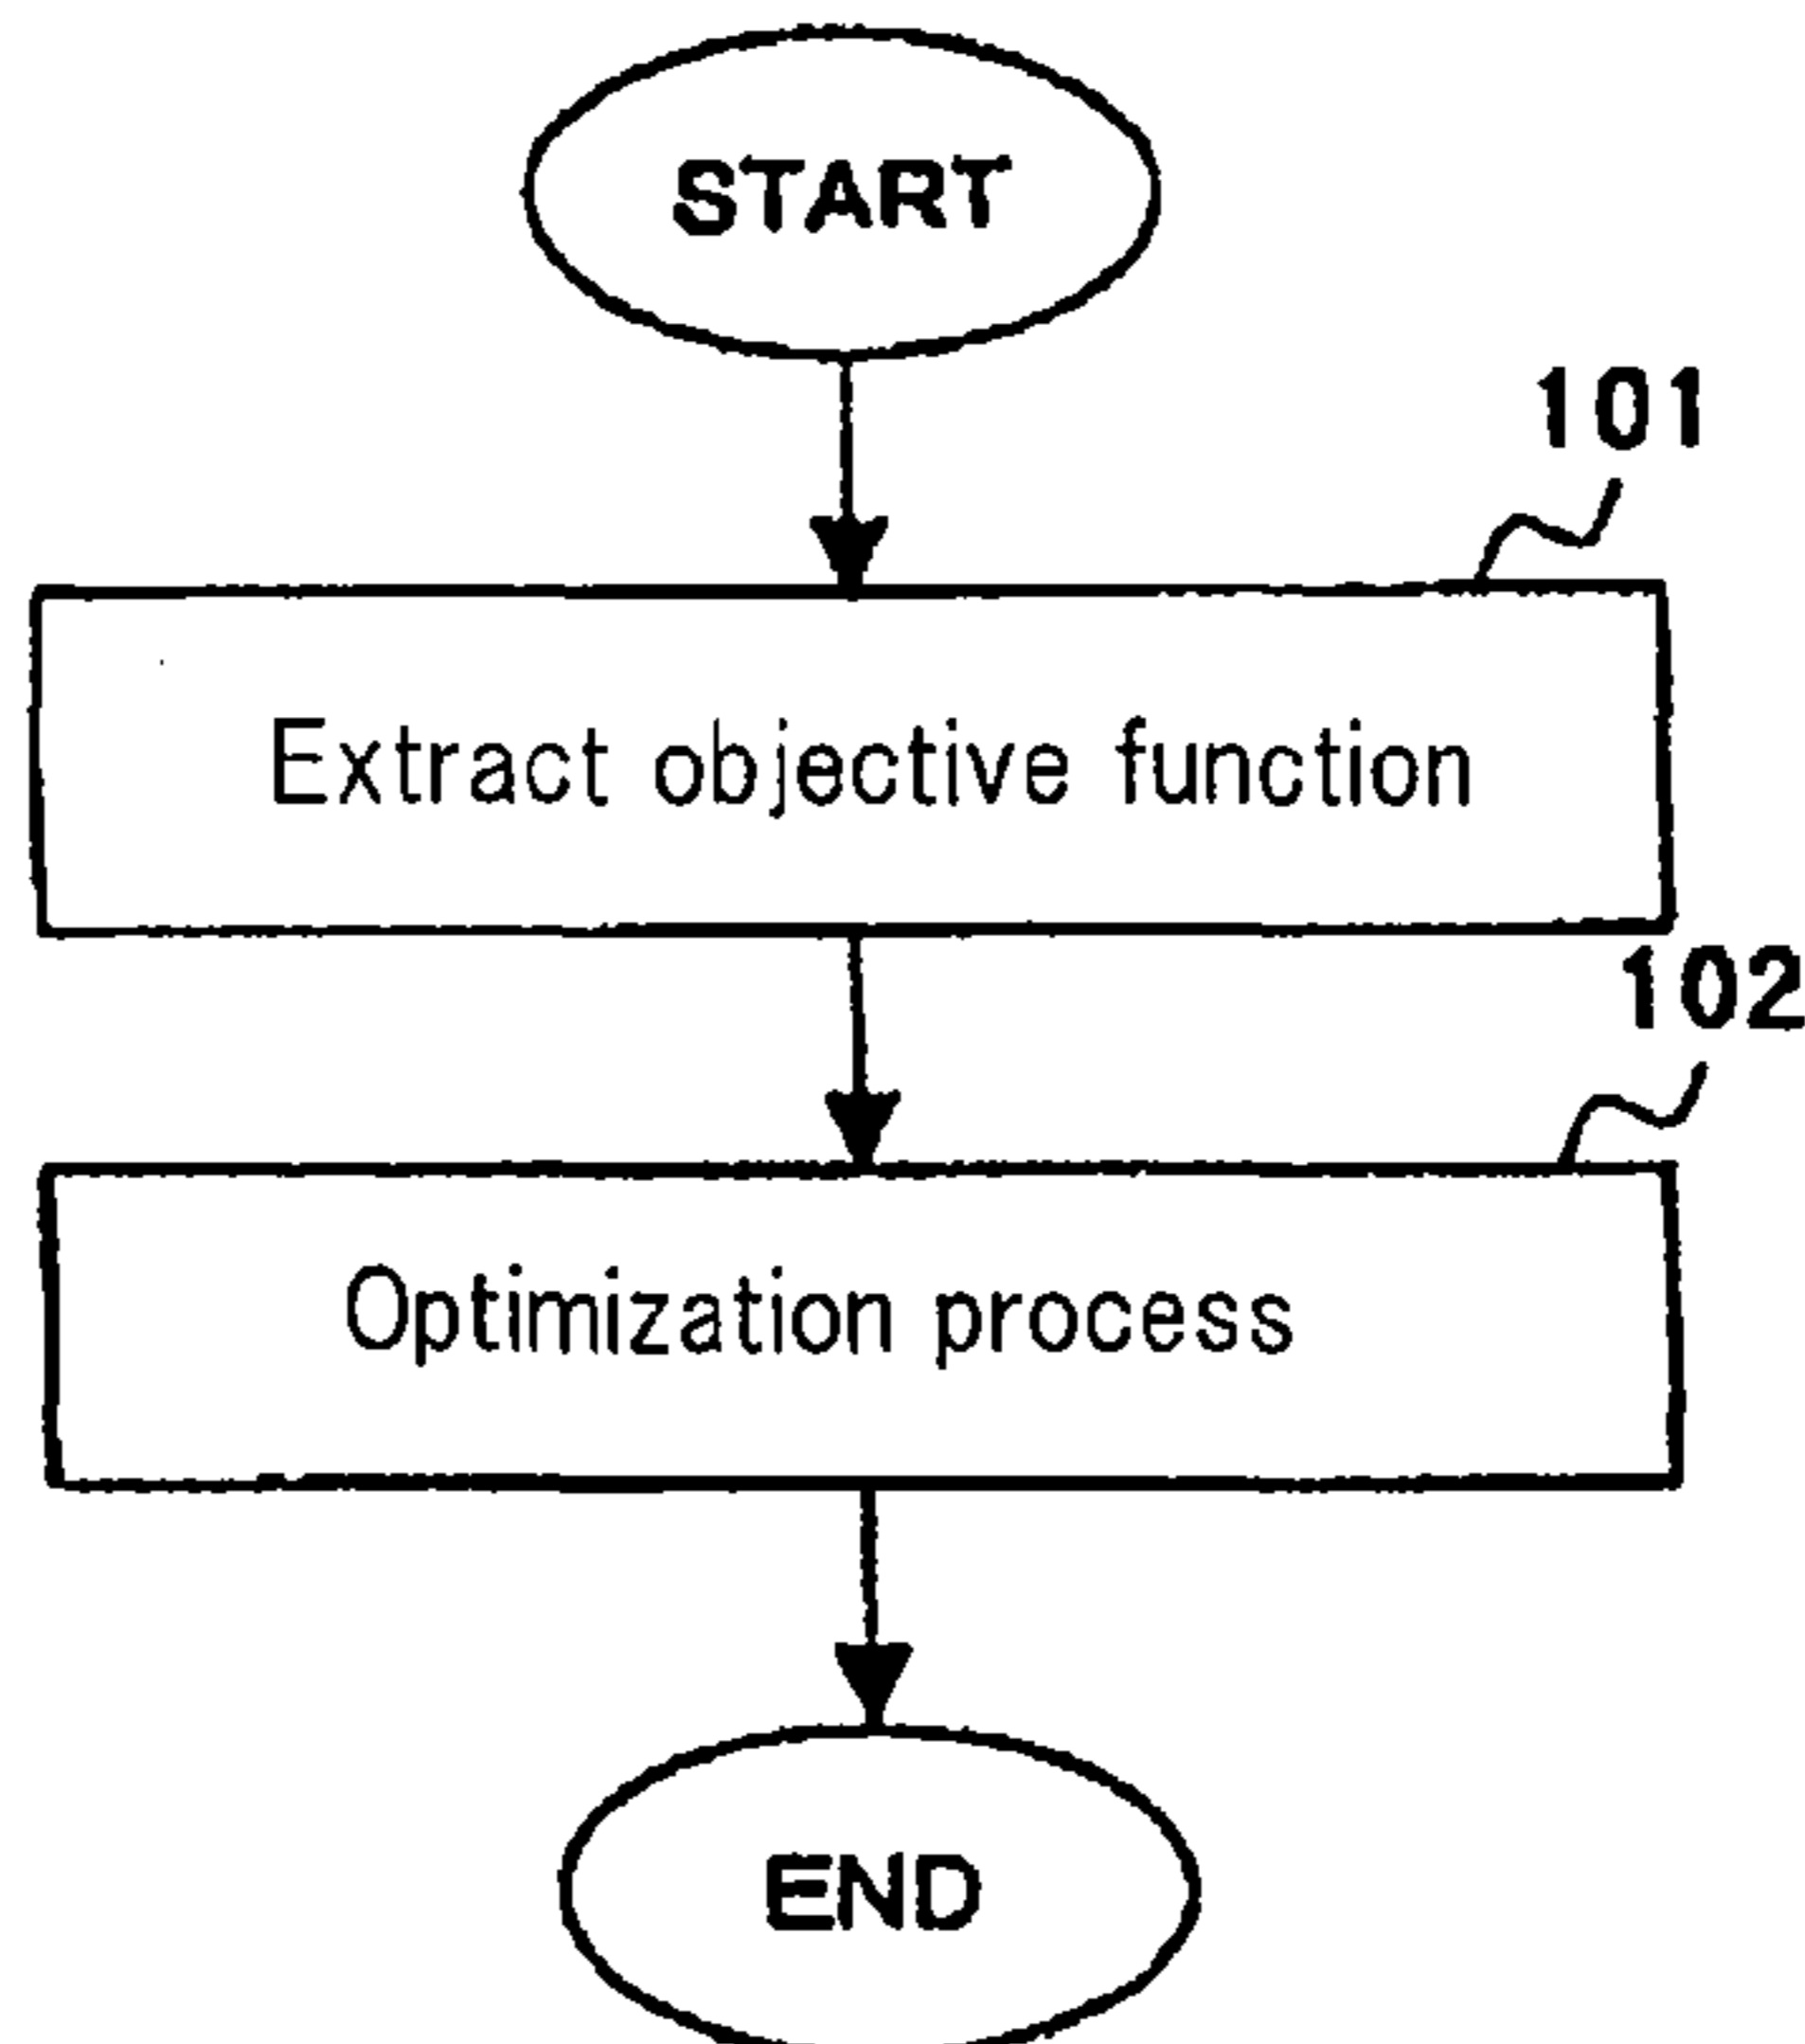 START
101
Extract objective function
102
Optimization process
END